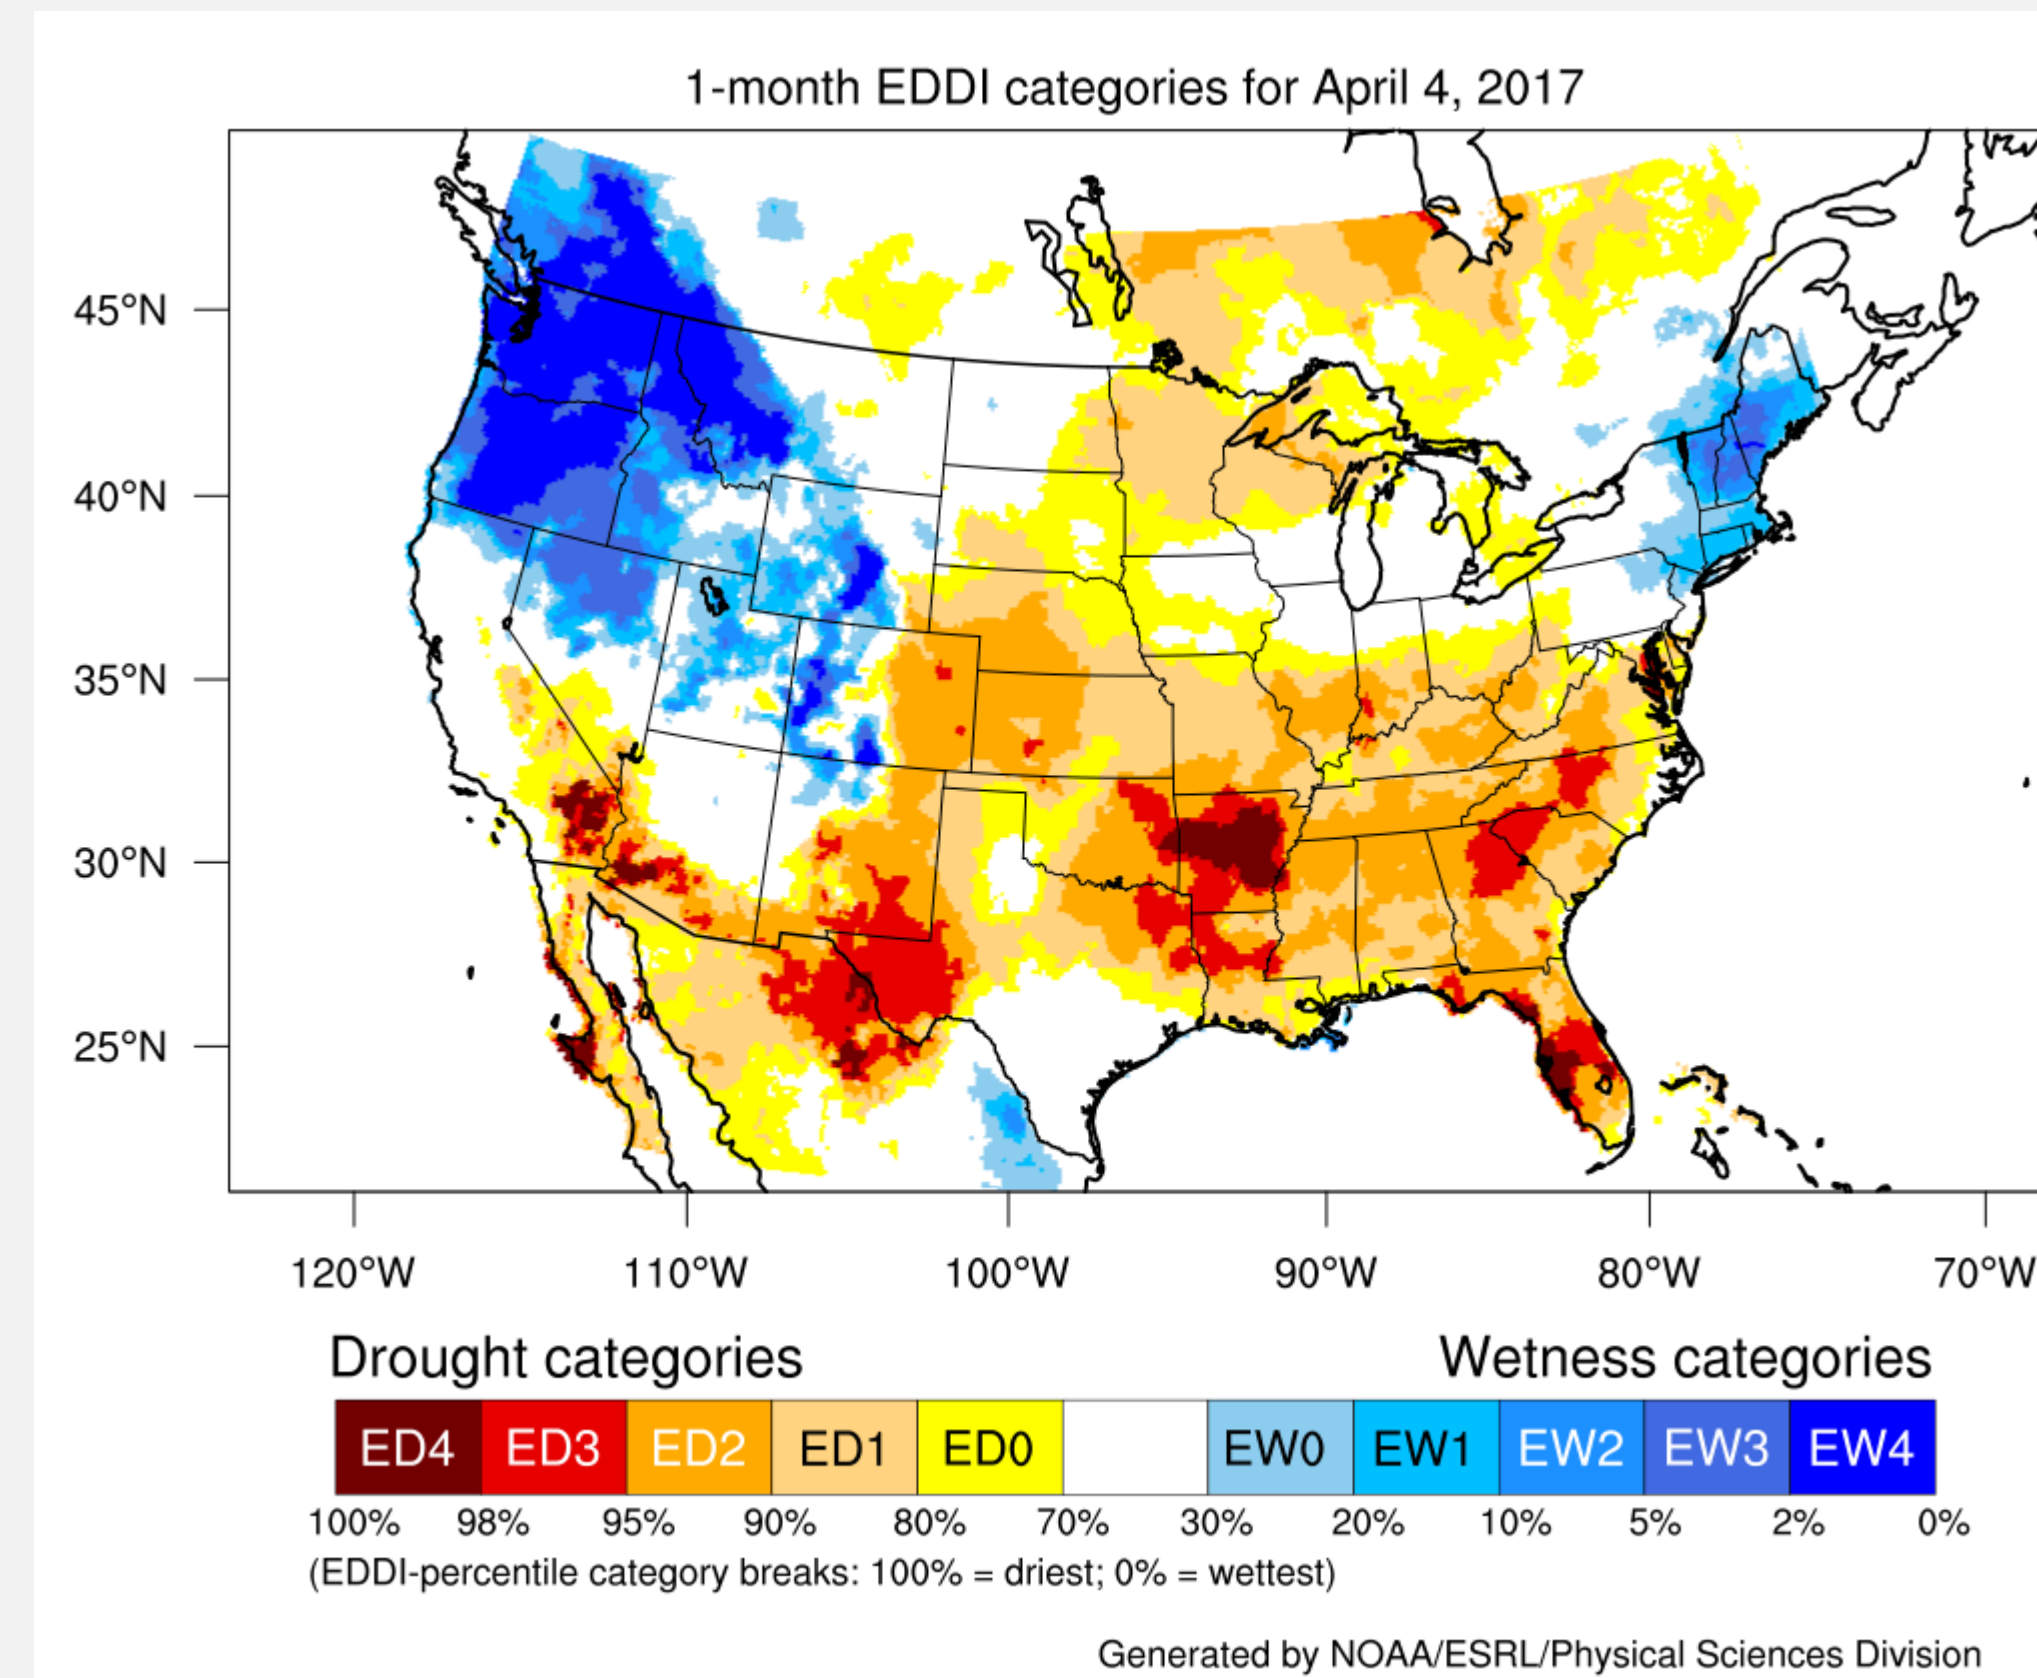 1-month EDDI categories for April 4, 2017
45°N
40°N
35°N
30°N
25°N
120°W 110°W 100°W 90°W 80°W 70°W
Drought categories Wetness categories
ED4 ED3 ED2 ED1 ED0 EW0 EW1 EW2 EW3 EW4
100% 98% 95% 90% 80% 70% 30% 20% 10% 5% 2% 0%
(EDDI-percentile category breaks: 100% = driest; 0% = wettest)
Generated by NOAA/ESRL/Physical Sciences Division